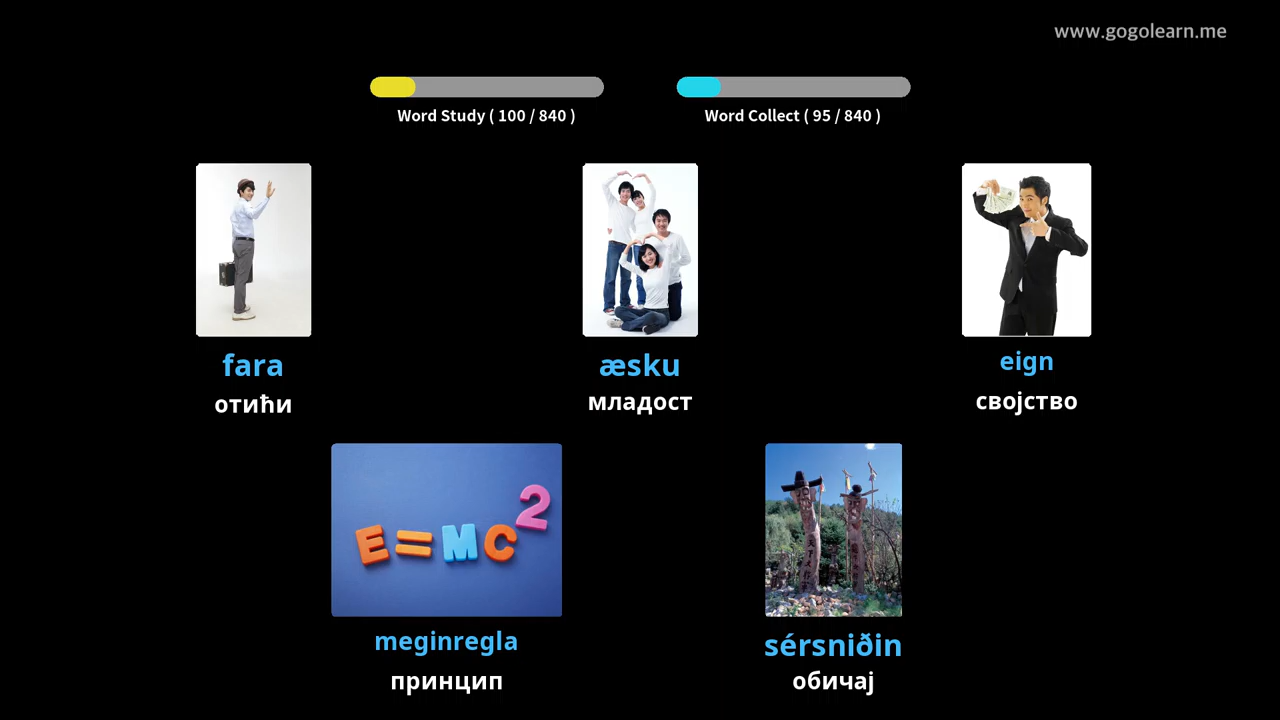 www.gogolearn.me
Word Study ( 100 / 840 )
Word Collect ( 95 / 840 )
fara
отићи
æsku
младост
eign
својство
E=MC2
meginregla
принцип
sérsniðin
обичај